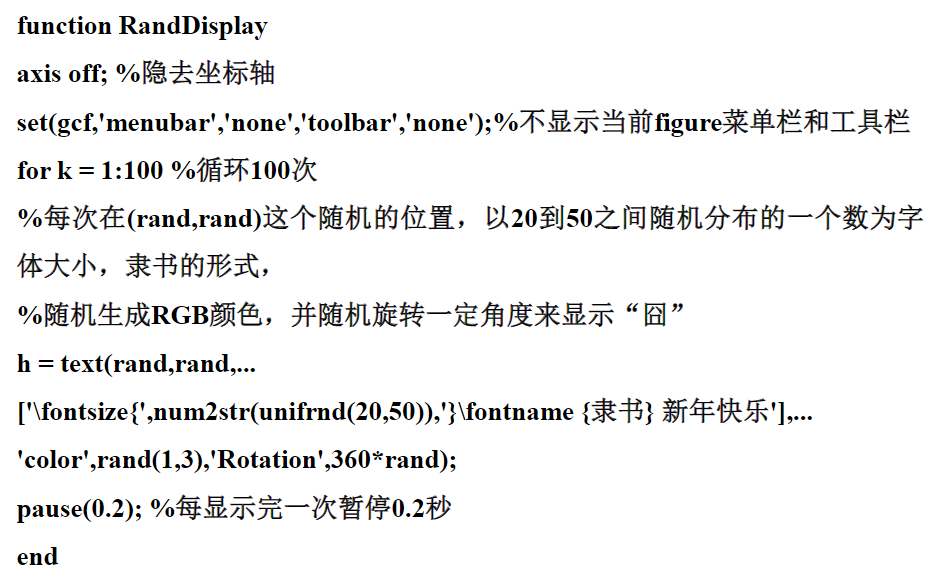 function RandDisplay
axis off; %隐去坐标轴
set(gcf,'menubar','none','toolbar','none');%不显示当前figure菜单栏和工具栏
for k = 1:100 %循环100次
%每次在(rand,rand)这个随机的位置，以20到50之间随机分布的一个数为字
体大小，隶书的形式，
%随机生成RGB颜色，并随机旋转一定角度来显示“囧”
h = text(rand,rand,...
['\fontsize{',num2str(unifrnd(20,50)),'}\fontname {隶书} 新年快乐'],...
'color',rand(1,3),'Rotation',360*rand);
pause(0.2); %每显示完一次暂停0.2秒
end